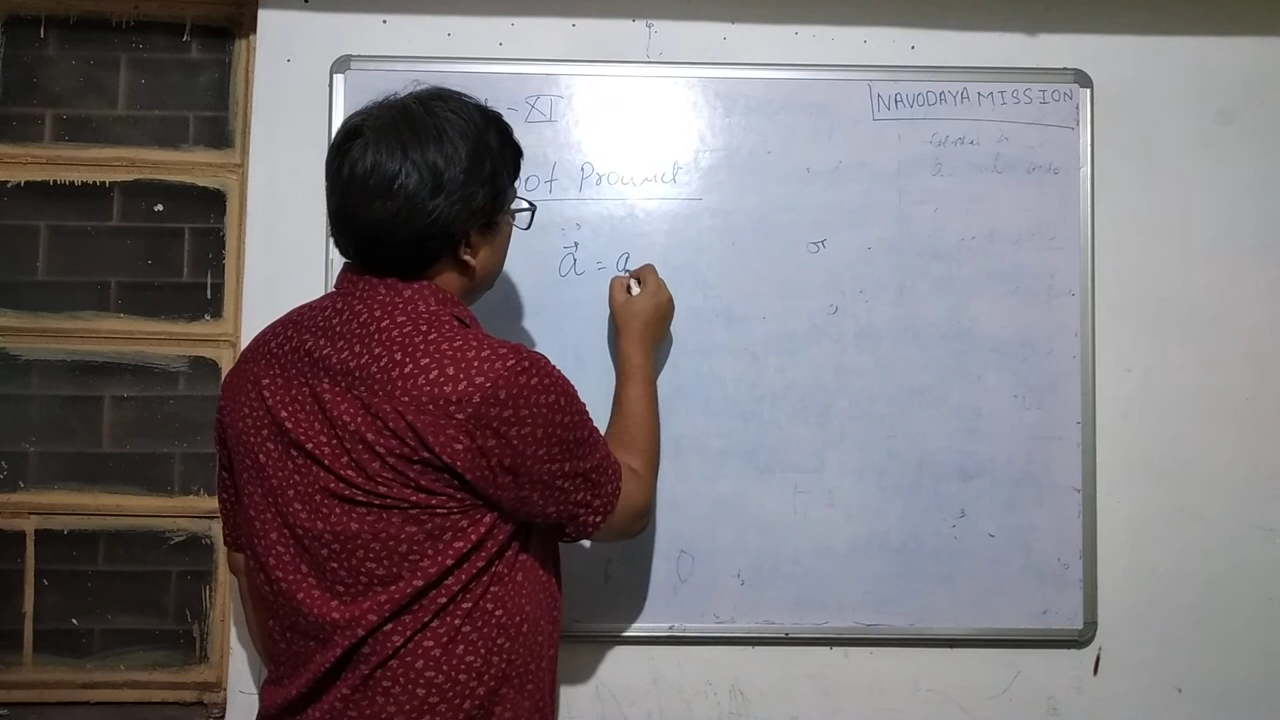 - XI
NAVODAYA MISSION
Dot Product
a⃗ = a
or